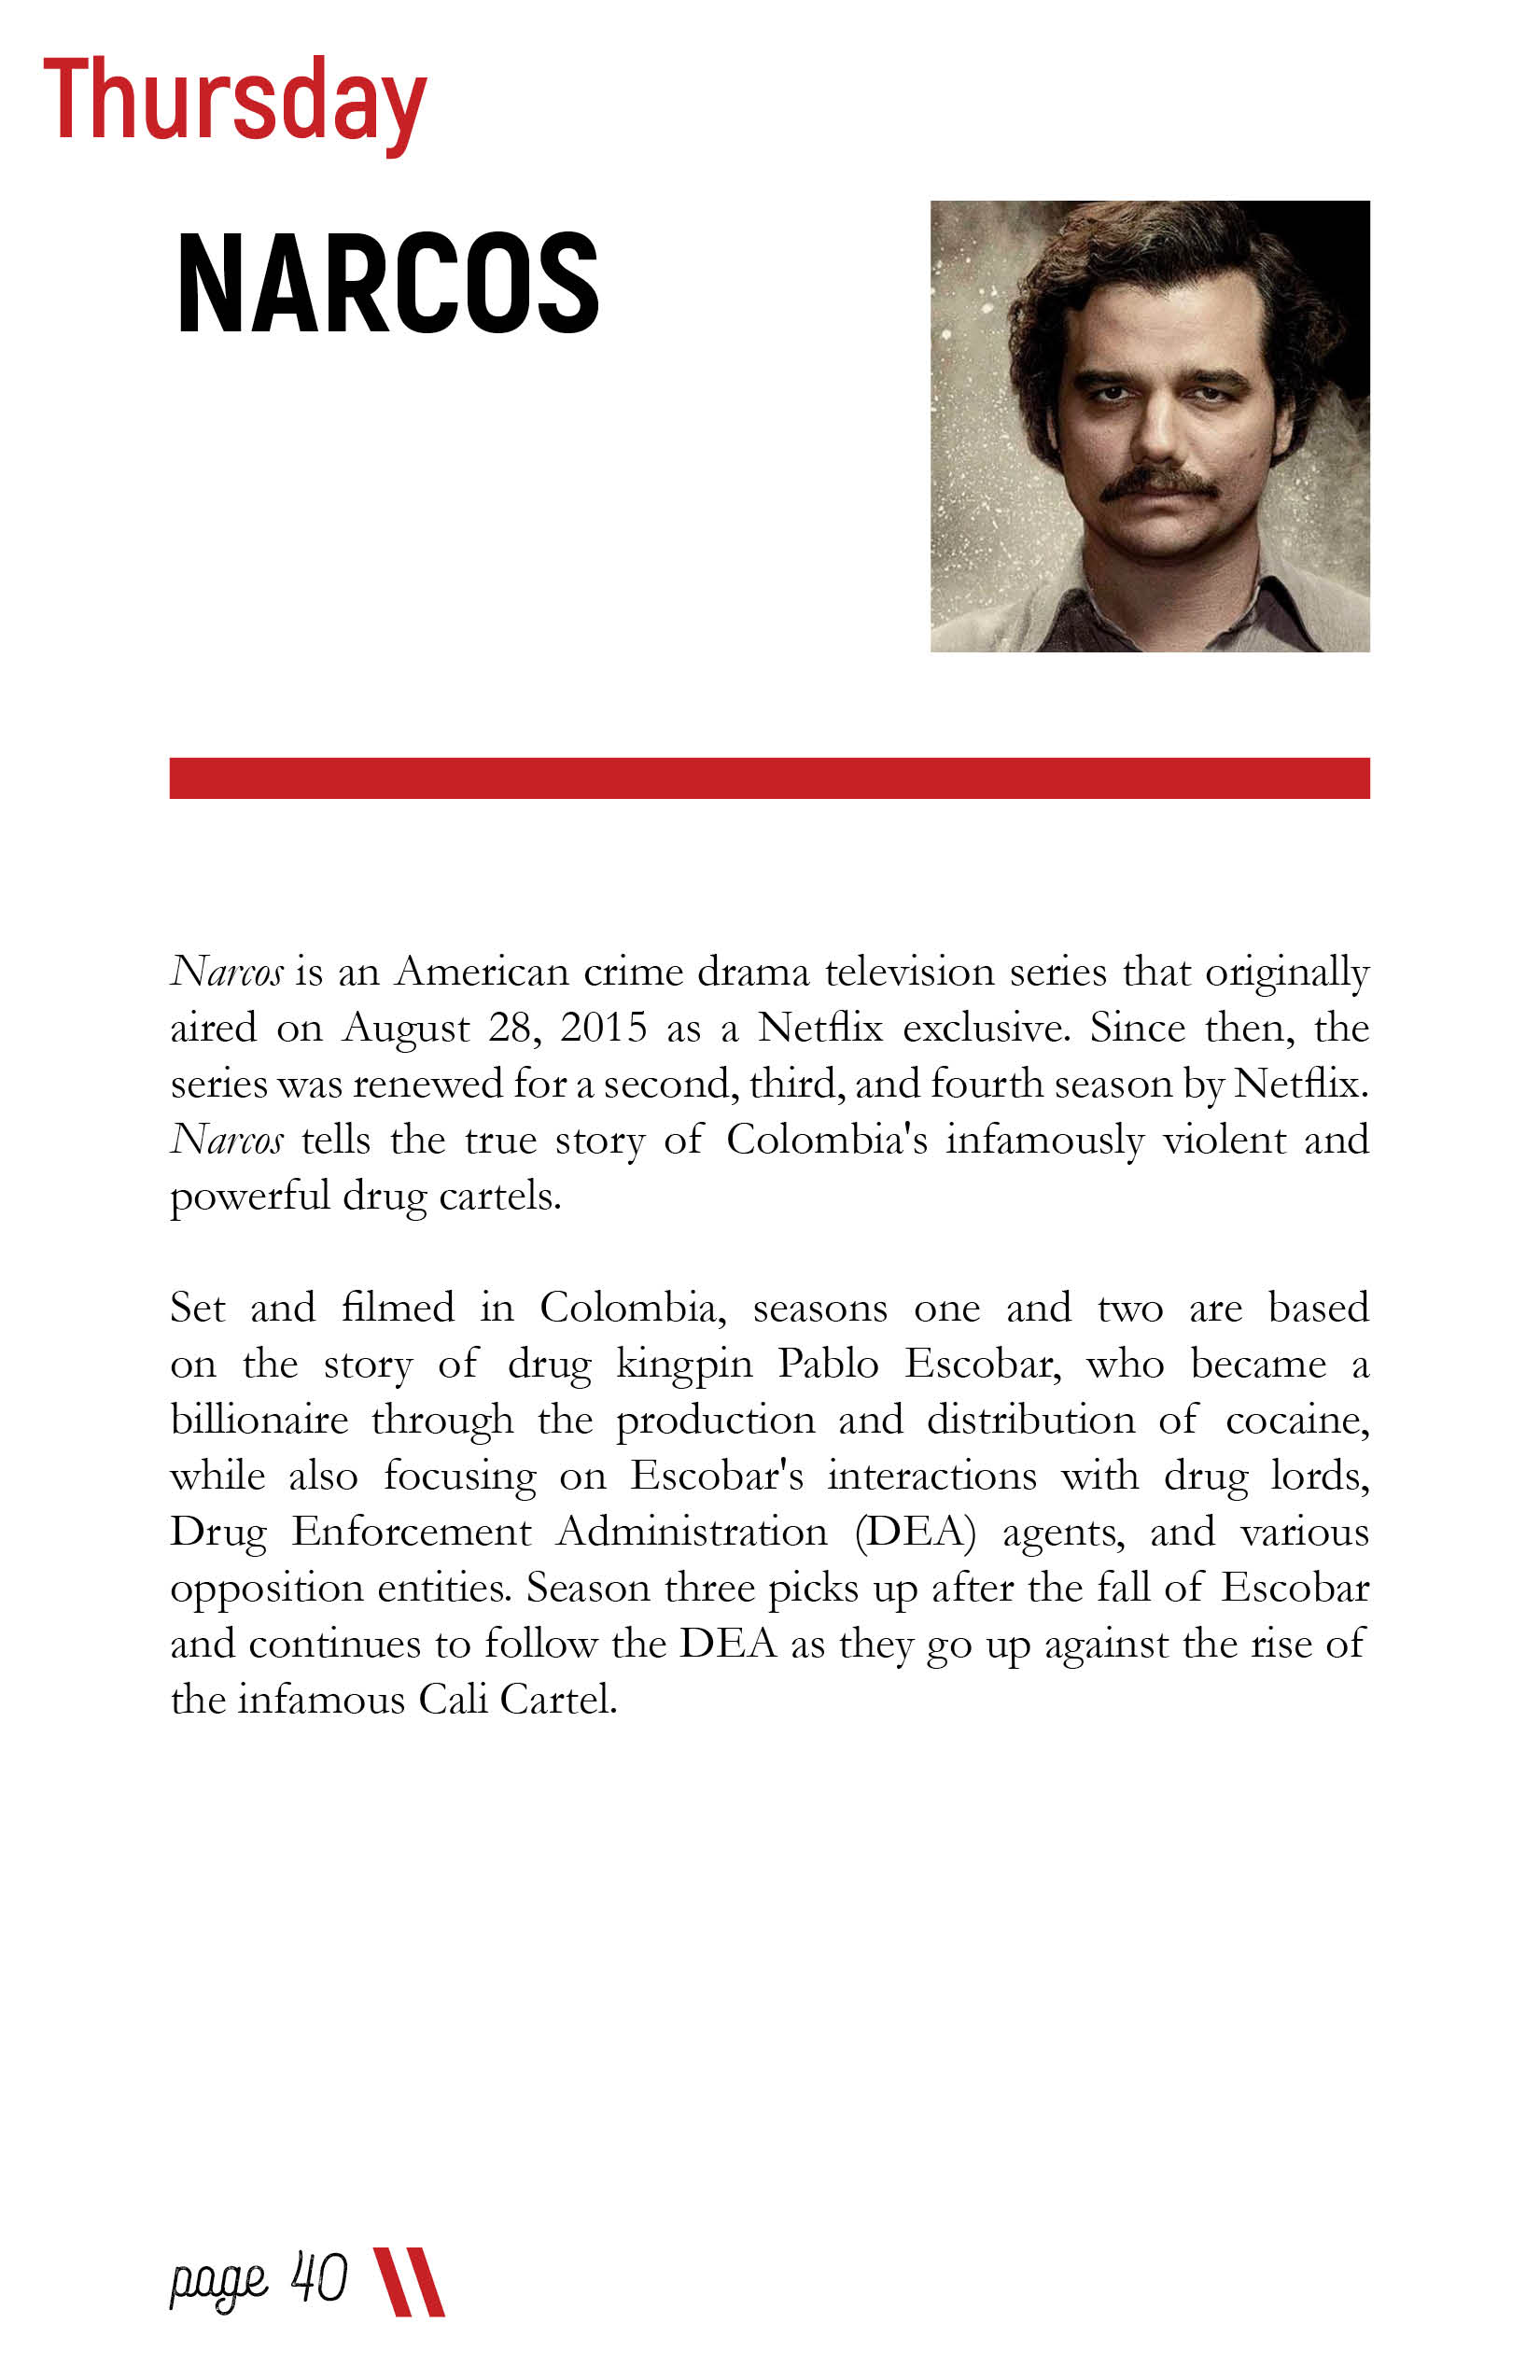 Thursday
NARCOS
Narcos is an American crime drama television series that originally
aired on August 28, 2015 as a Netflix exclusive. Since then, the
series was renewed for a second, third, and fourth season by Netflix.
Narcos tells the true story of Colombia's infamously violent and
powerful drug cartels.
Set and filmed in Colombia, seasons one and two are based
on the story of drug kingpin Pablo Escobar, who became a
billionaire through the production and distribution of cocaine,
while also focusing on Escobar's interactions with drug lords,
Drug Enforcement Administration (DEA) agents, and various
opposition entities. Season three picks up after the fall of Escobar
and continues to follow the DEA as they go up against the rise of
the infamous Cali Cartel.
page 40